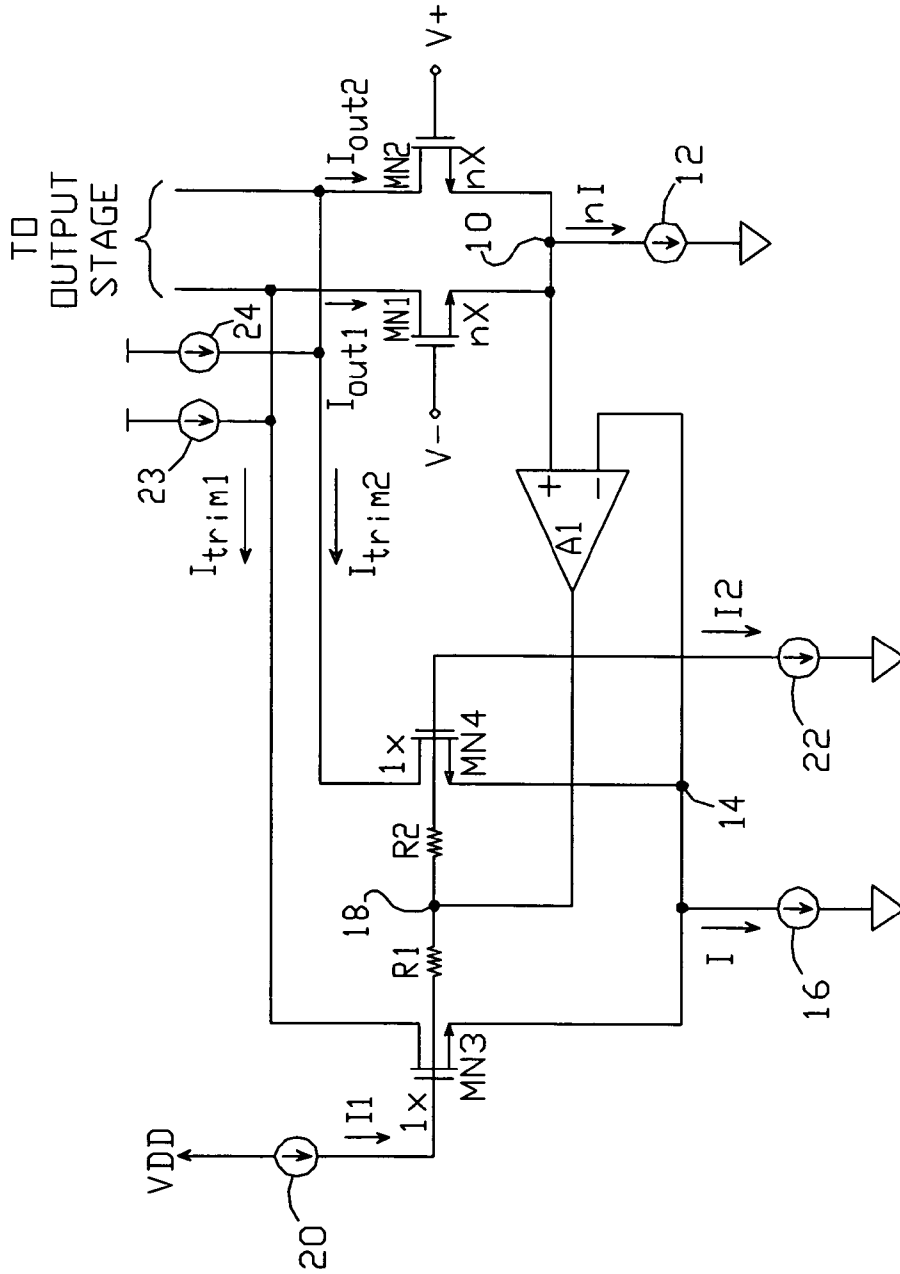 TO
OUTPUT
STAGE
23
24
Itrim1
Itrim2
Iout1
Iout2
MN1
nX
MN2
nX
V-
V+
10
nI
12
A1
+
-
VDD
20
I1
1x
MN3
R1
18
R2
1x
MN4
14
I
16
I2
22